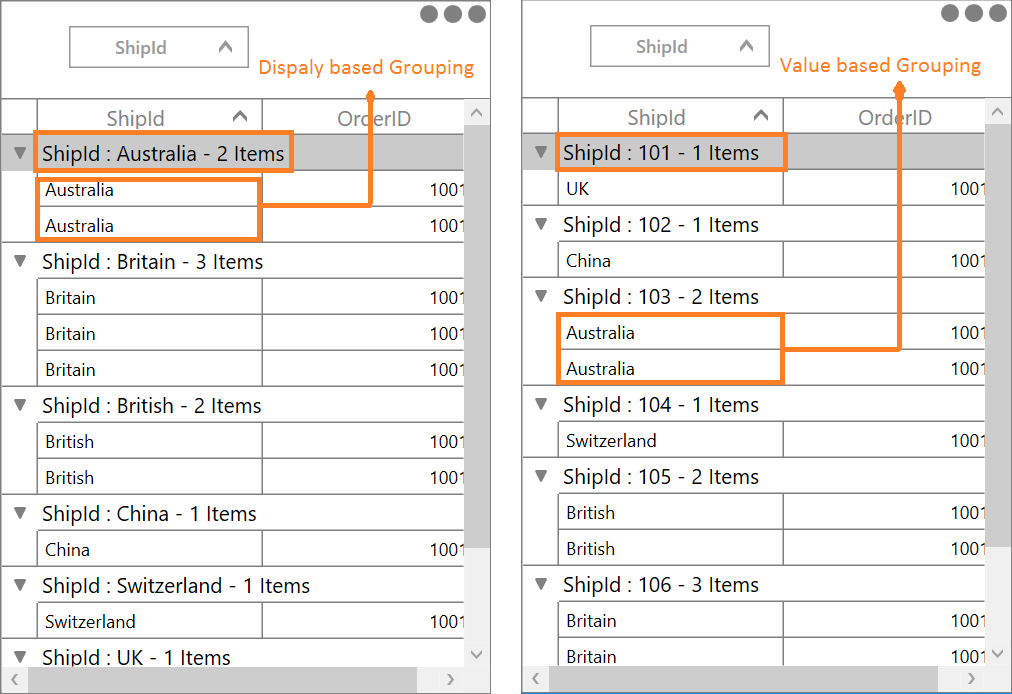 ShipId
Dispaly based Grouping
ShipId OrderID
ShipId : Australia - 2 Items
Australia 1001
Australia 1001
ShipId : Britain - 3 Items
Britain 1001
Britain 1001
Britain 1001
ShipId : British - 2 Items
British 1001
British 1001
ShipId : China - 1 Items
China 1001
ShipId : Switzerland - 1 Items
Switzerland 1001
ShipId : UK - 1 Items
ShipId
Value based Grouping
ShipId OrderID
ShipId : 101 - 1 Items
UK 1001
ShipId : 102 - 1 Items
China 1001
ShipId : 103 - 2 Items
Australia 1001
Australia 1001
ShipId : 104 - 1 Items
Switzerland 1001
ShipId : 105 - 2 Items
British 1001
British 1001
ShipId : 106 - 3 Items
Britain 1001
Britain 1001